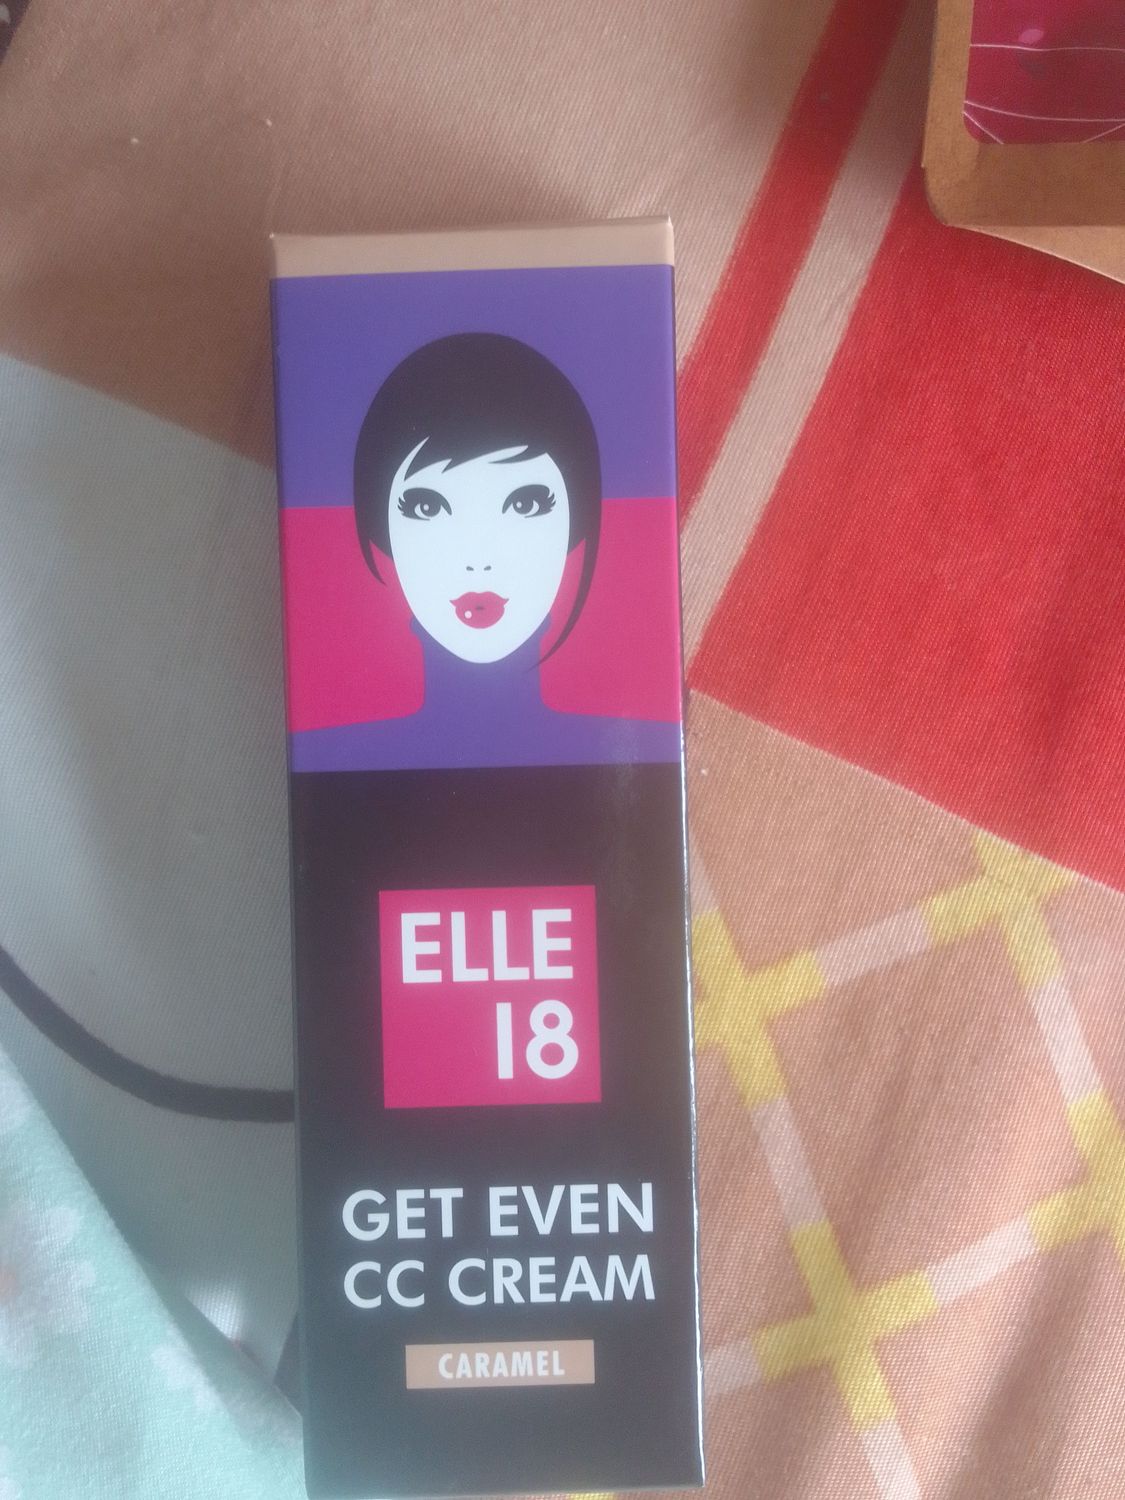 ELLE
18
GET EVEN
CC CREAM
CARAMEL